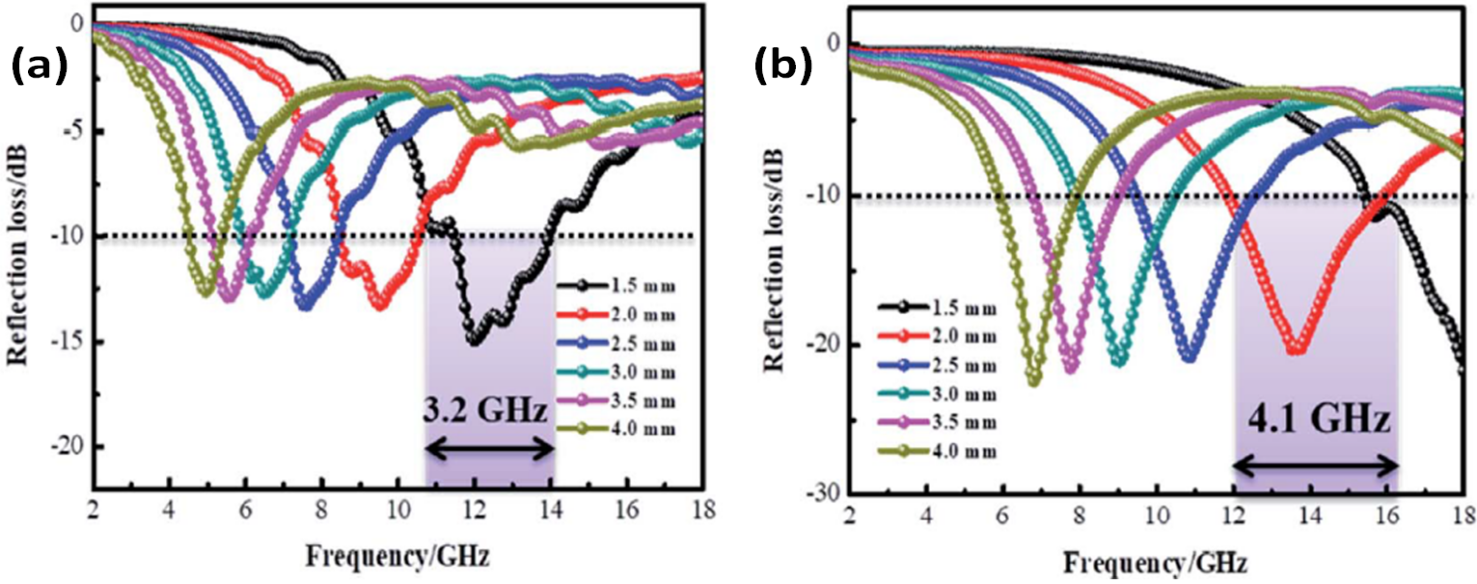 (a)
Reflection loss/dB
0
-5
-10
-15
-20
2 4 6 8 10 12 14 16 18
Frequency/GHz
1.5 mm
2.0 mm
2.5 mm
3.0 mm
3.5 mm
4.0 mm
3.2 GHz
(b)
Reflection loss/dB
0
-10
-20
-30
2 4 6 8 10 12 14 16 18
Frequency/GHz
1.5 mm
2.0 mm
2.5 mm
3.0 mm
3.5 mm
4.0 mm
4.1 GHz